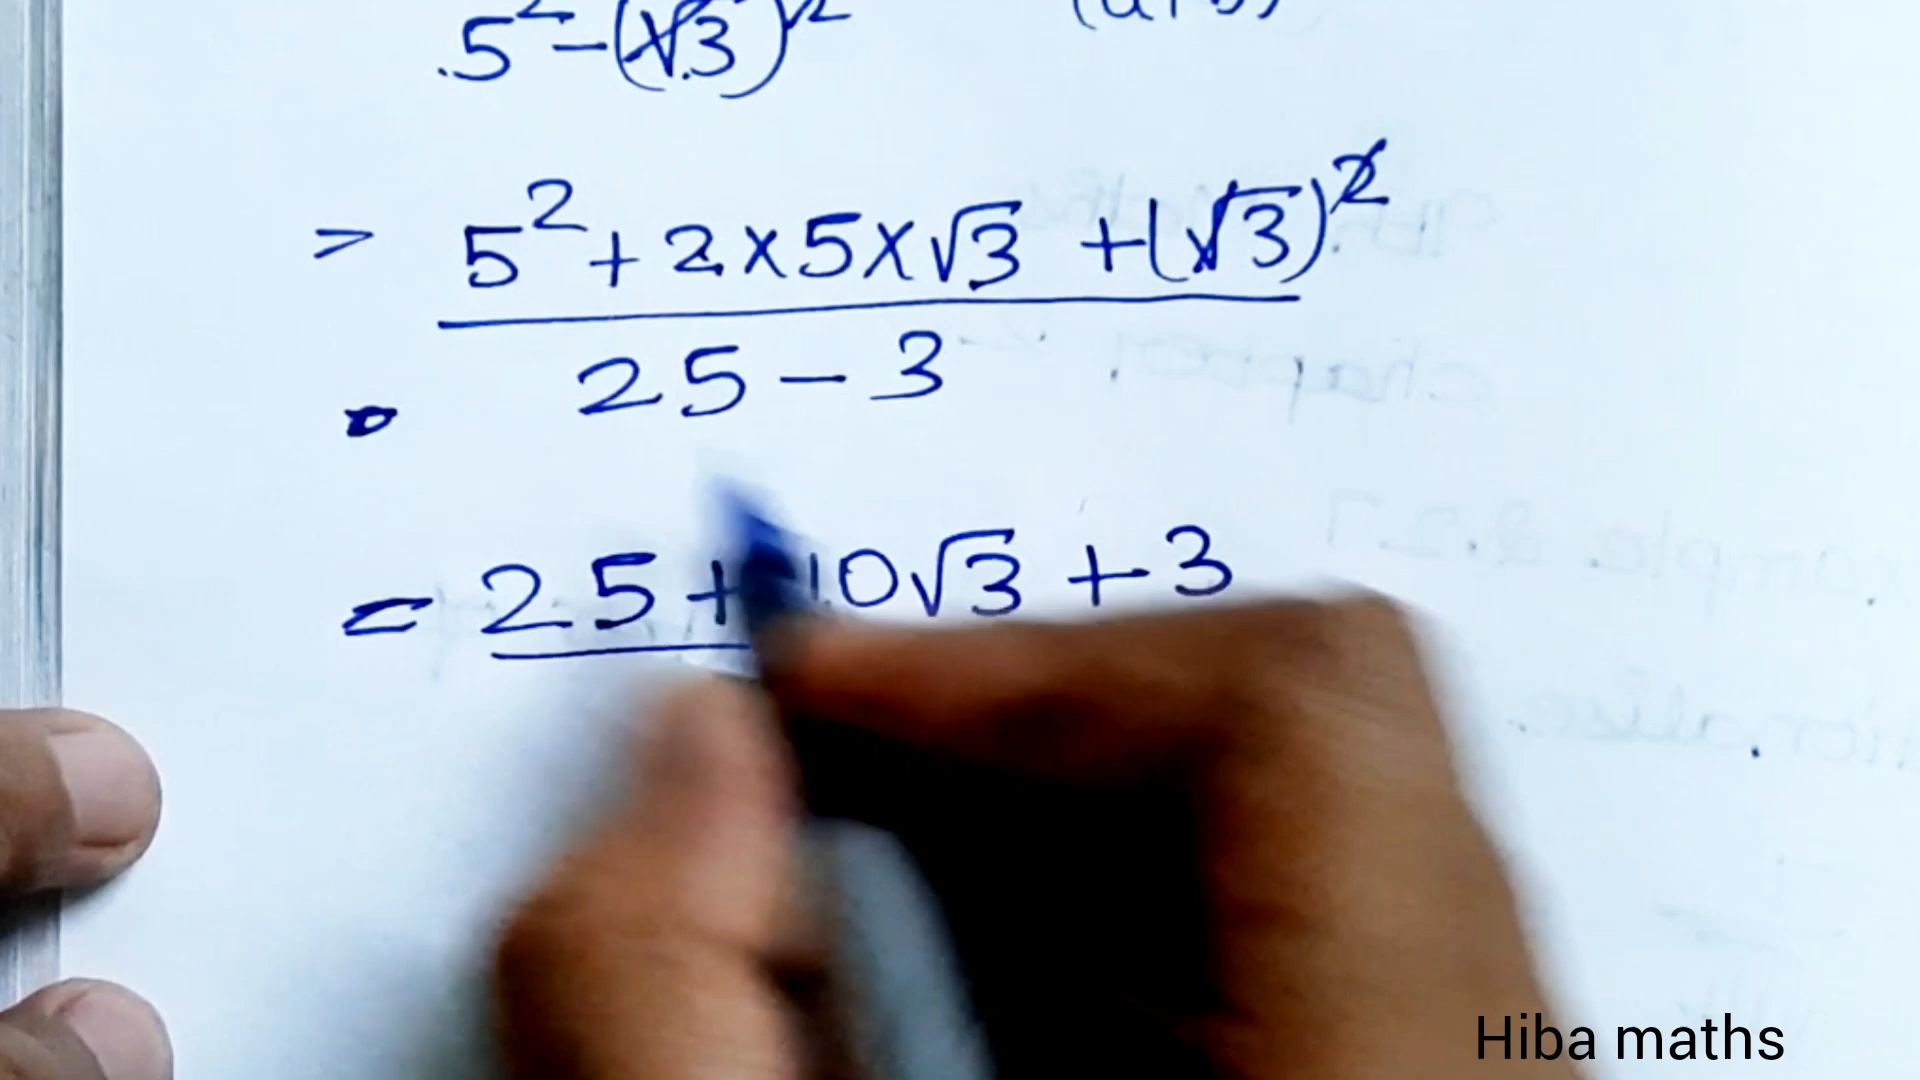 5² - (√3)²
= 5² + 2 × 5 × √3 + (√3)²
25 - 3
= 25 + 10√3 + 3
Hiba maths